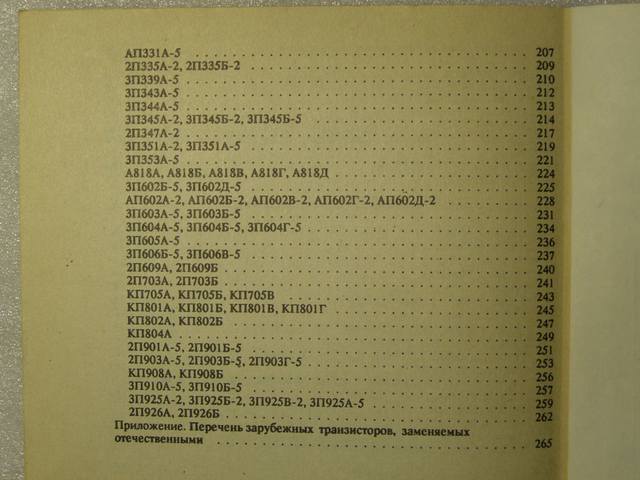 АП331А-5 . . . . . . . . . . 207
2П335А-2, 2П335Б-2 . . . . . . . . . . 209
3П339А-5 . . . . . . . . . . 210
3П343А-5 . . . . . . . . . . 212
3П344А-5 . . . . . . . . . . 213
3П345А-2, 3П345Б-2, 3П345Б-5 . . . . . . . . . . 214
2П347А-2 . . . . . . . . . . 217
3П351А-2, 3П351А-5 . . . . . . . . . . 219
3П353А-5 . . . . . . . . . . 221
А818А, А818Б, А818В, А818Г, А818Д . . . . . . . . . . 224
3П602Б-5, 3П602Д-5 . . . . . . . . . . 225
АП602А-2, АП602Б-2, АП602В-2, АП602Г-2, АП602Д-2 . . . . . . . . . . 228
3П603А-5, 3П603Б-5 . . . . . . . . . . 231
3П604А-5, 3П604Б-5, 3П604Г-5 . . . . . . . . . . 234
3П605А-5 . . . . . . . . . . 236
3П606Б-5, 3П606В-5 . . . . . . . . . . 237
2П609А, 2П609Б . . . . . . . . . . 240
2П703А, 2П703Б . . . . . . . . . . 241
КП705А, КП705Б, КП705В . . . . . . . . . . 243
КП801А, КП801Б, КП801В, КП801Г . . . . . . . . . . 245
КП802А, КП802Б . . . . . . . . . . 247
КП804А . . . . . . . . . . 249
2П901А-5, 2П901Б-5 . . . . . . . . . . 251
2П903А-5, 2П903Б-5, 2П903Г-5 . . . . . . . . . . 253
КП908А, КП908Б . . . . . . . . . . 256
3П910А-5, 3П910Б-5 . . . . . . . . . . 257
3П925А-2, 3П925Б-2, 3П925В-2, 3П925А-5 . . . . . . . . . . 259
2П926А, 2П926Б . . . . . . . . . . 262
Приложение. Перечень зарубежных транзисторов, заменяемых
отечественными . . . . . . . . . . 265